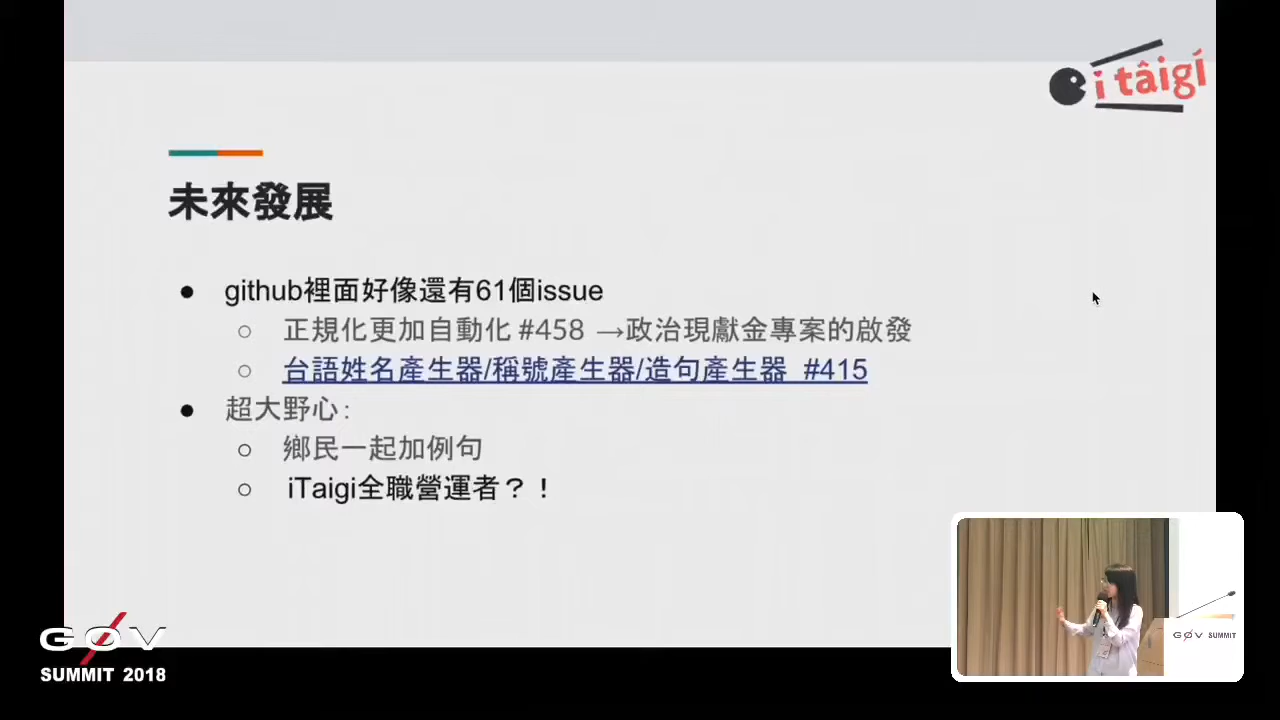 i tâigí
未來發展
● github裡面好像還有61個issue
○ 正規化更加自動化 #458 →政治現獻金專案的啟發
○ 台語姓名產生器/稱號產生器/造句產生器 #415
● 超大野心:
○ 鄉民一起加例句
○ iTaigi全職營運者？！
GØV
SUMMIT 2018
GØV SUMMIT